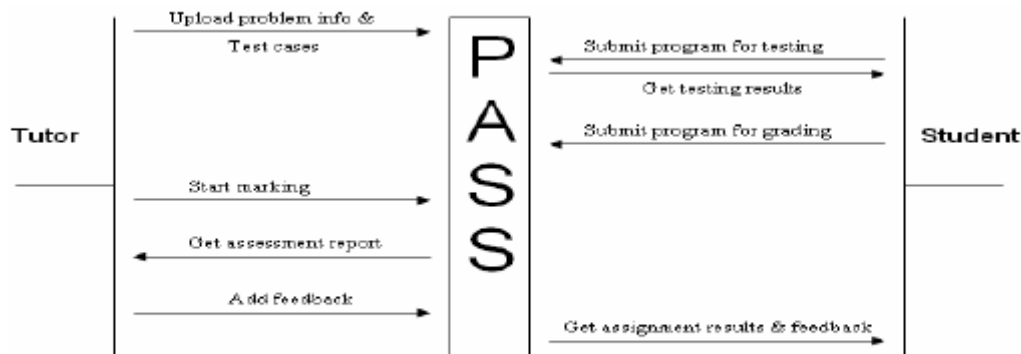 Upload problem info &
Test cases
Submit program for testing
Get testing results
Tutor
Submit program for grading
Student
PASS
Start marking
Get assessment report
Add feedback
Get assignment results & feedback